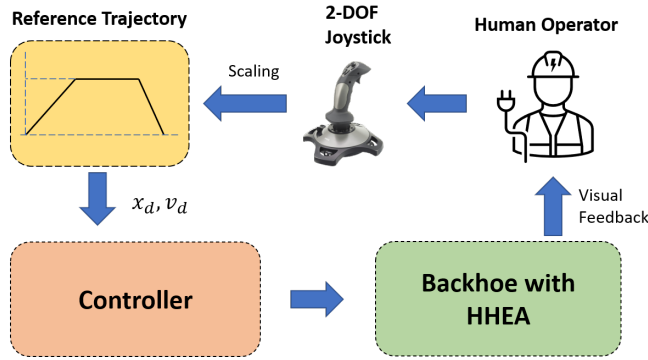 Reference Trajectory
2-DOF
Joystick
Human Operator
Scaling
x_d, v_d
Visual
Feedback
Controller
Backhoe with
HHEA